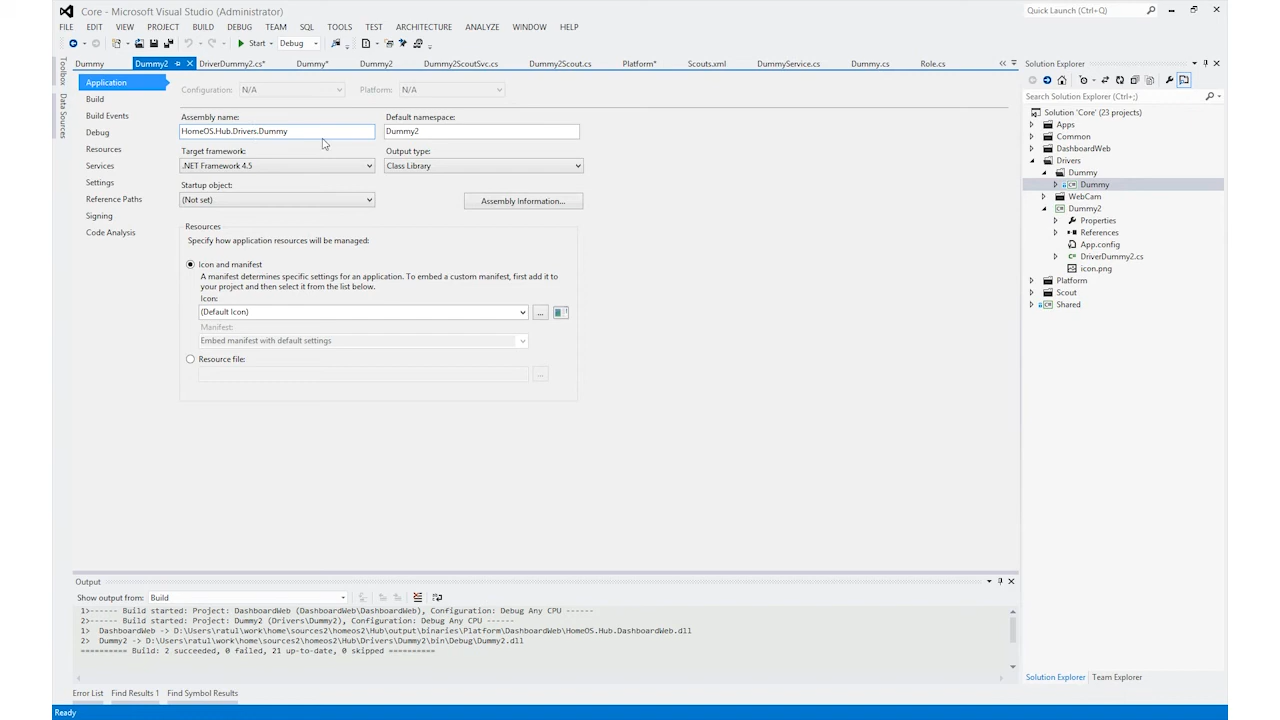 Core - Microsoft Visual Studio (Administrator)
Quick Launch (Ctrl+Q)
FILE EDIT VIEW PROJECT BUILD DEBUG TEAM SQL TOOLS TEST ARCHITECTURE ANALYZE WINDOW HELP
Start Debug
Dummy Dummy2 DriverDummy2.cs* Dummy* Dummy2 Dummy2ScoutSvc.cs Dummy2Scout.cs Platform* Scouts.xml DummyService.cs Dummy.cs Role.cs
Toolbox
Data Sources
Application
Build
Build Events
Debug
Resources
Services
Settings
Reference Paths
Signing
Code Analysis
Configuration: N/A Platform: N/A
Assembly name: Default namespace:
HomeOS.Hub.Drivers.Dummy Dummy2
Target framework: Output type:
.NET Framework 4.5 Class Library
Startup object:
(Not set) Assembly Information...
Resources
Specify how application resources will be managed:
Icon and manifest
A manifest determines specific settings for an application. To embed a custom manifest, first add it to
your project and then select it from the list below.
Icon:
(Default Icon) ...
Manifest:
Embed manifest with default settings
Resource file:
...
Solution Explorer
Search Solution Explorer (Ctrl+;)
Solution 'Core' (23 projects)
Apps
Common
DashboardWeb
Drivers
Dummy
Dummy
WebCam
Dummy2
Properties
References
App.config
DriverDummy2.cs
icon.png
Platform
Scout
Shared
Solution Explorer Team Explorer
Output
Show output from: Build
1>------ Build started: Project: DashboardWeb (DashboardWeb\DashboardWeb), Configuration: Debug Any CPU ------
2>------ Build started: Project: Dummy2 (Drivers\Dummy2), Configuration: Debug Any CPU ------
1> DashboardWeb -> D:\Users\ratul\work\home\sources2\homeos2\Hub\output\binaries\Platform\DashboardWeb\HomeOS.Hub.DashboardWeb.dll
2> Dummy2 -> D:\Users\ratul\work\home\sources2\homeos2\Hub\Drivers\Dummy2\bin\Debug\Dummy2.dll
========== Build: 2 succeeded, 0 failed, 21 up-to-date, 0 skipped ==========
Error List Find Results 1 Find Symbol Results
Ready